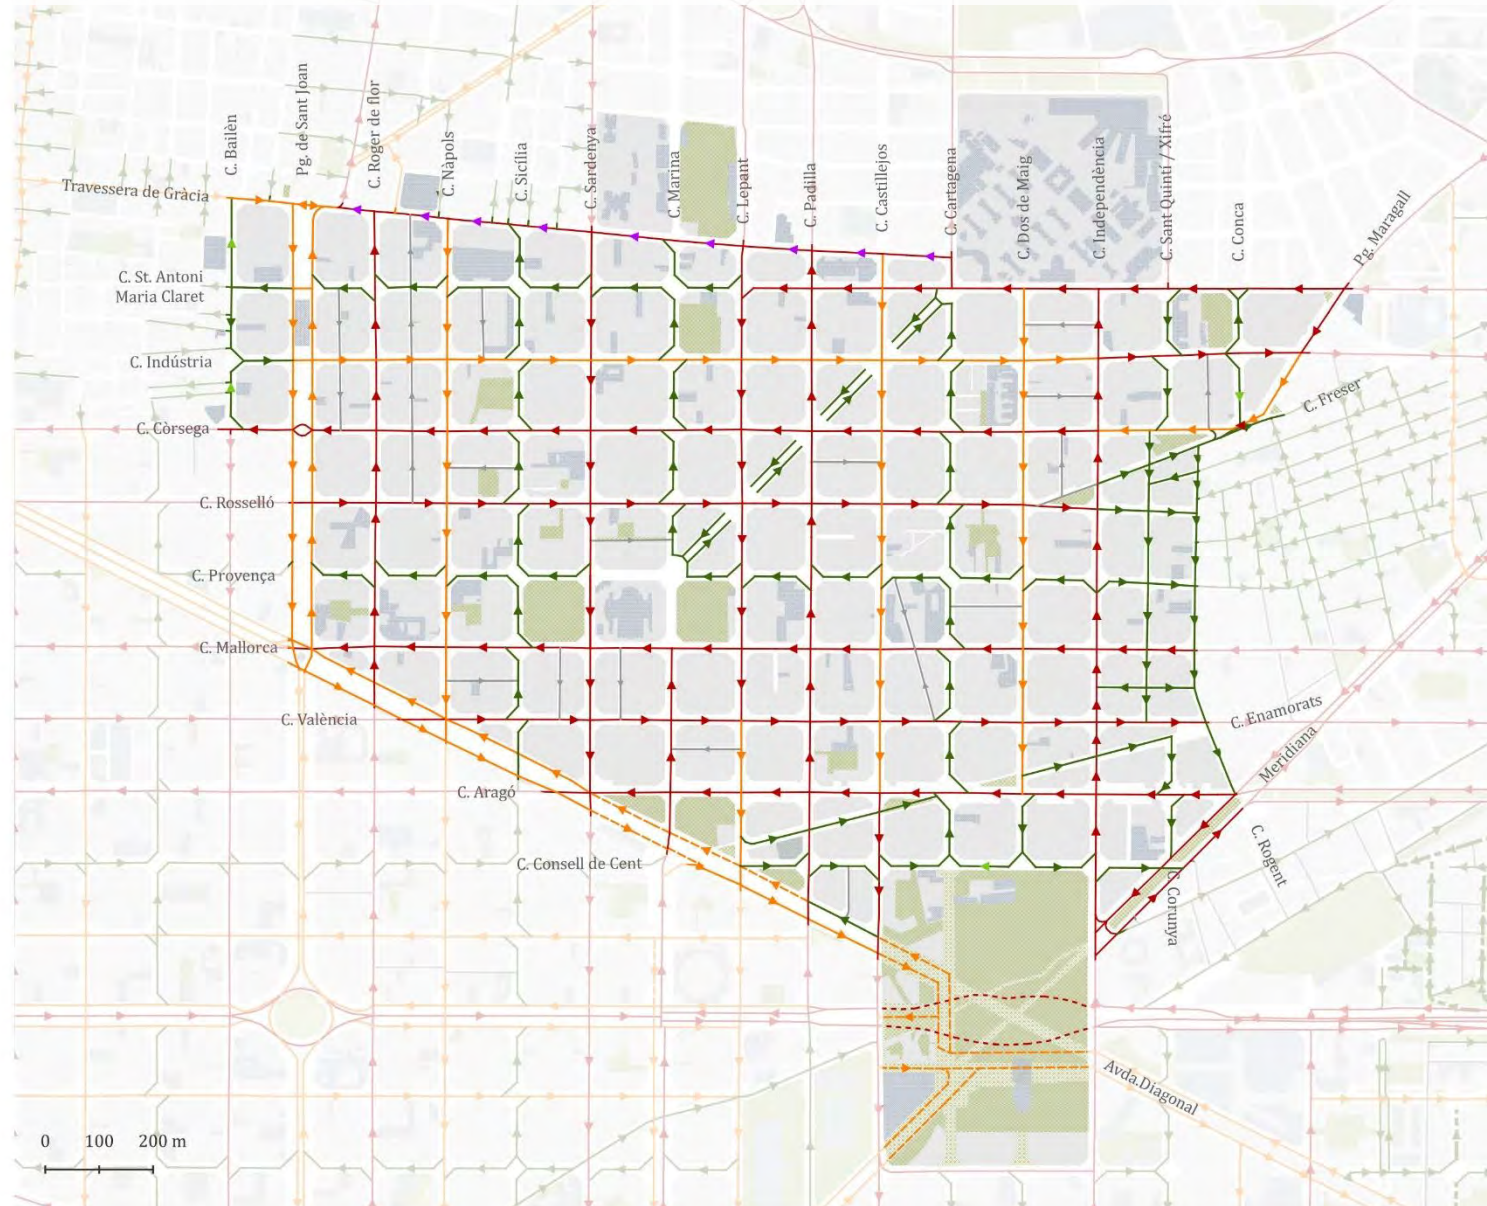 C. Bailèn
Pg. de Sant Joan
C. Roger de flor
C. Nàpols
C. Sicília
C. Sardenya
C. Marina
C. Lepant
C. Padilla
C. Castillejos
C. Cartagena
C. Dos de Maig
C. Independència
C. Sant Quintí / Xifré
C. Conca
Pg. Maragall
Travessera de Gràcia
C. St. Antoni
Maria Claret
C. Indústria
C. Freser
C. Còrsega
C. Rosselló
C. Provença
C. Mallorca
C. València
C. Enamorats
Meridiana
C. Aragó
C. Consell de Cent
C. Rogent
C. Corunya
Avda.Diagonal
0 100 200 m